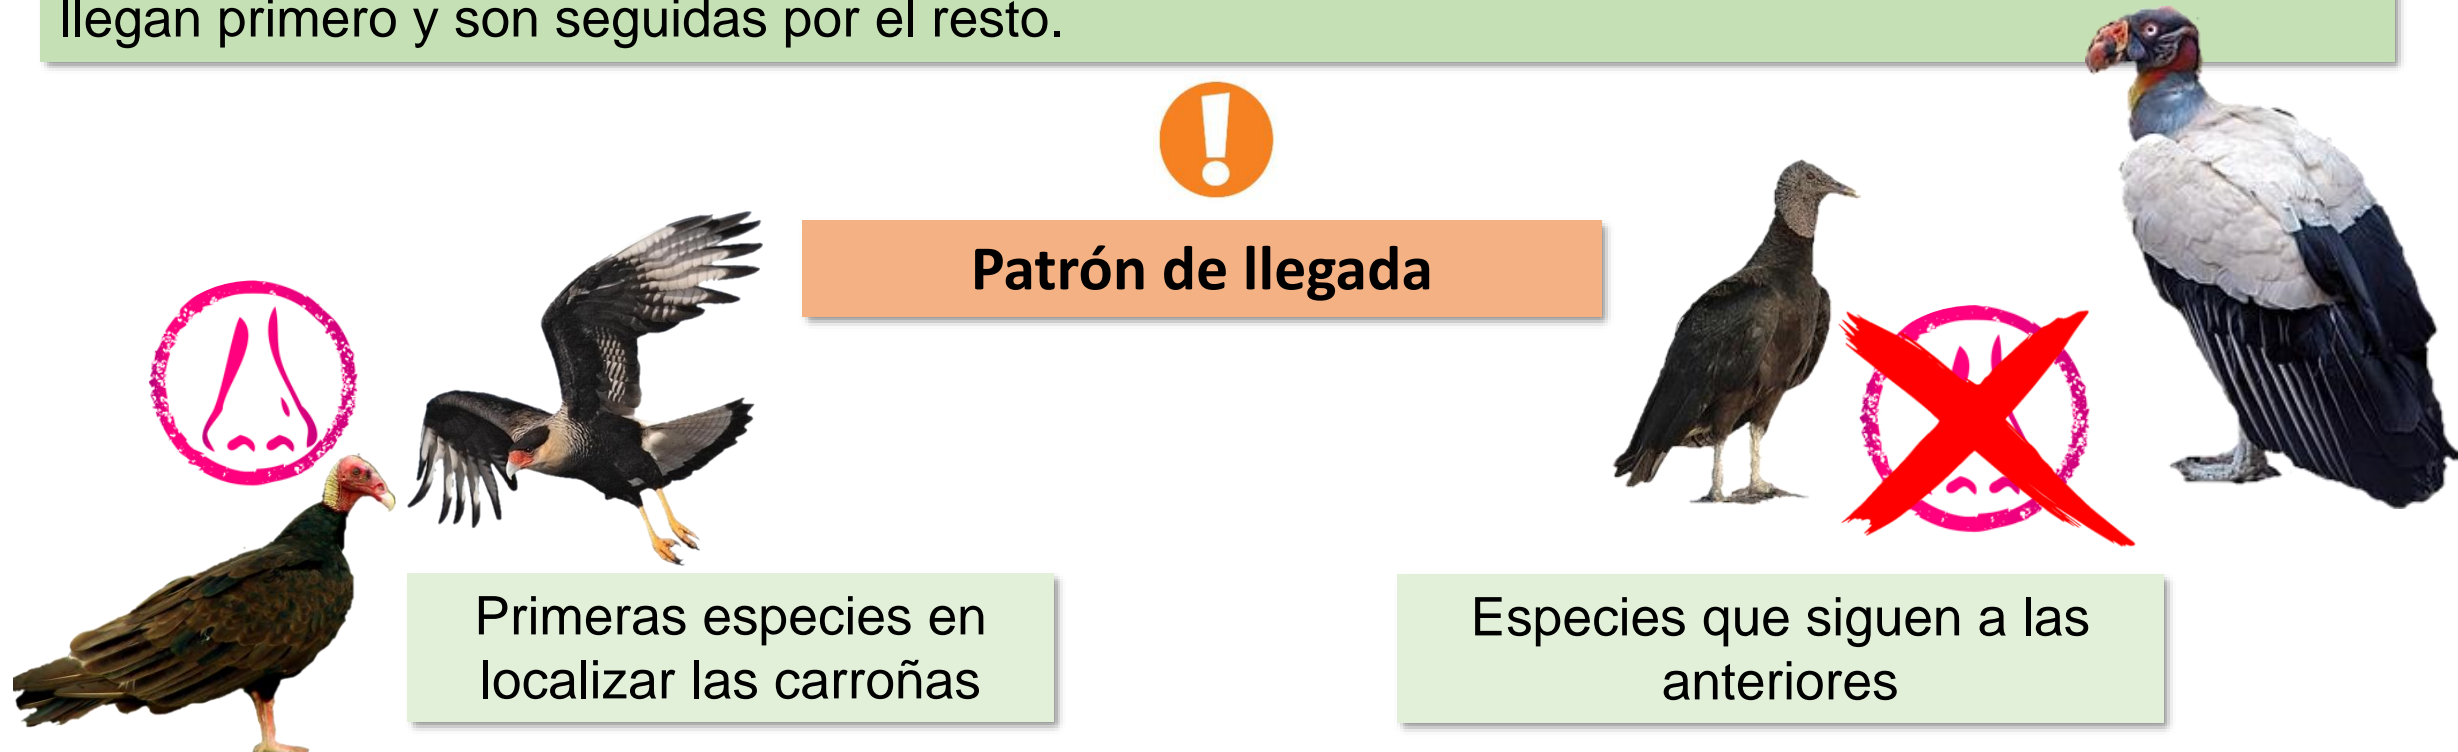 llegan primero y son seguidas por el resto.
Patrón de llegada
Primeras especies en
localizar las carroñas
Especies que siguen a las
anteriores